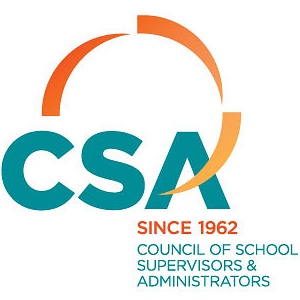 CSA
SINCE 1962
COUNCIL OF SCHOOL
SUPERVISORS &
ADMINISTRATORS